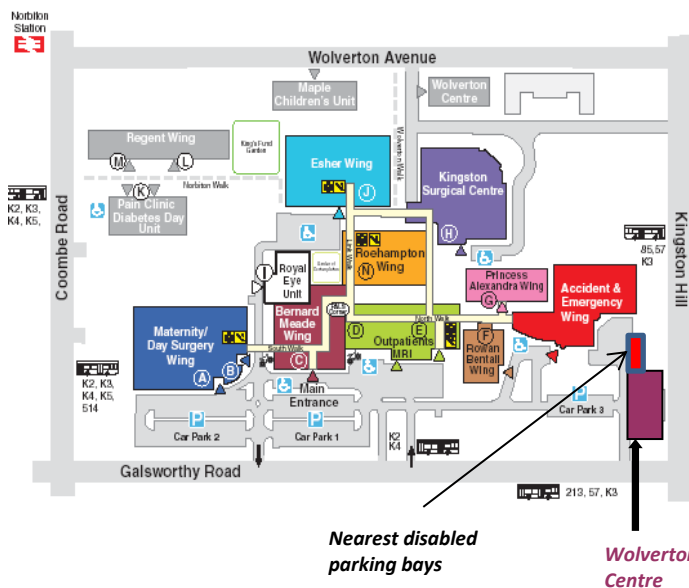 Norbiton
Station
Wolverton Avenue
Maple
Children's Unit
Wolverton
Centre
Regent Wing
M
L
King's Fund
Garden
Norbiton Walk
Wolverton Walk
Esher Wing
J
Kingston
Surgical Centre
H
K
Pain Clinic
Diabetes Day
Unit
K2, K3,
K4, K5,
Coombe Road
Kingston Hill
85,57
K3
Link Walk
Roehampton
Wing
N
I
Royal
Eye
Unit
Princess
Alexandra Wing
G
Accident &
Emergency
Wing
Bernard
Meade
Wing
C
North Walk
D
E
Outpatients
MRI
F
Rowan
Bentall
Wing
Maternity/
Day Surgery
Wing
A
B
South Walk
K2, K3,
K4, K5,
514
Main
Entrance
P
Car Park 2
P
Car Park 1
K2
K4
P
Car Park 3
Galsworthy Road
213, 57, K3
Nearest disabled
parking bays
Wolverton
Centre